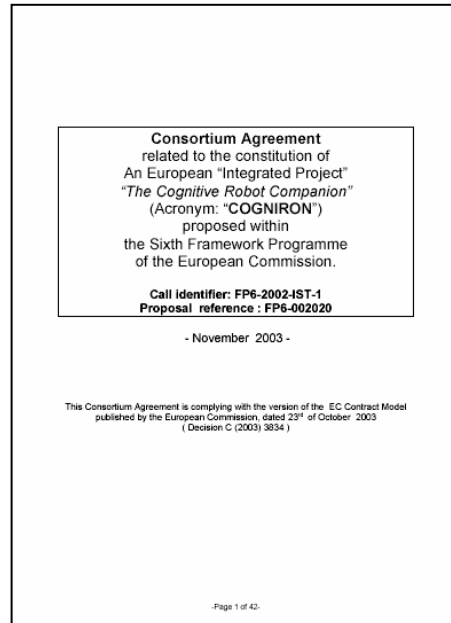 Consortium Agreement
related to the constitution of
An European “Integrated Project”
“The Cognitive Robot Companion”
(Acronym: “COGNIRON”)
proposed within
the Sixth Framework Programme
of the European Commission.
Call identifier: FP6-2002-IST-1
Proposal reference : FP6-002020
- November 2003 -
This Consortium Agreement is complying with the version of the EC Contract Model
published by the European Commission, dated 23rd of October 2003
( Decision C (2003) 3834 )
-Page 1 of 42-